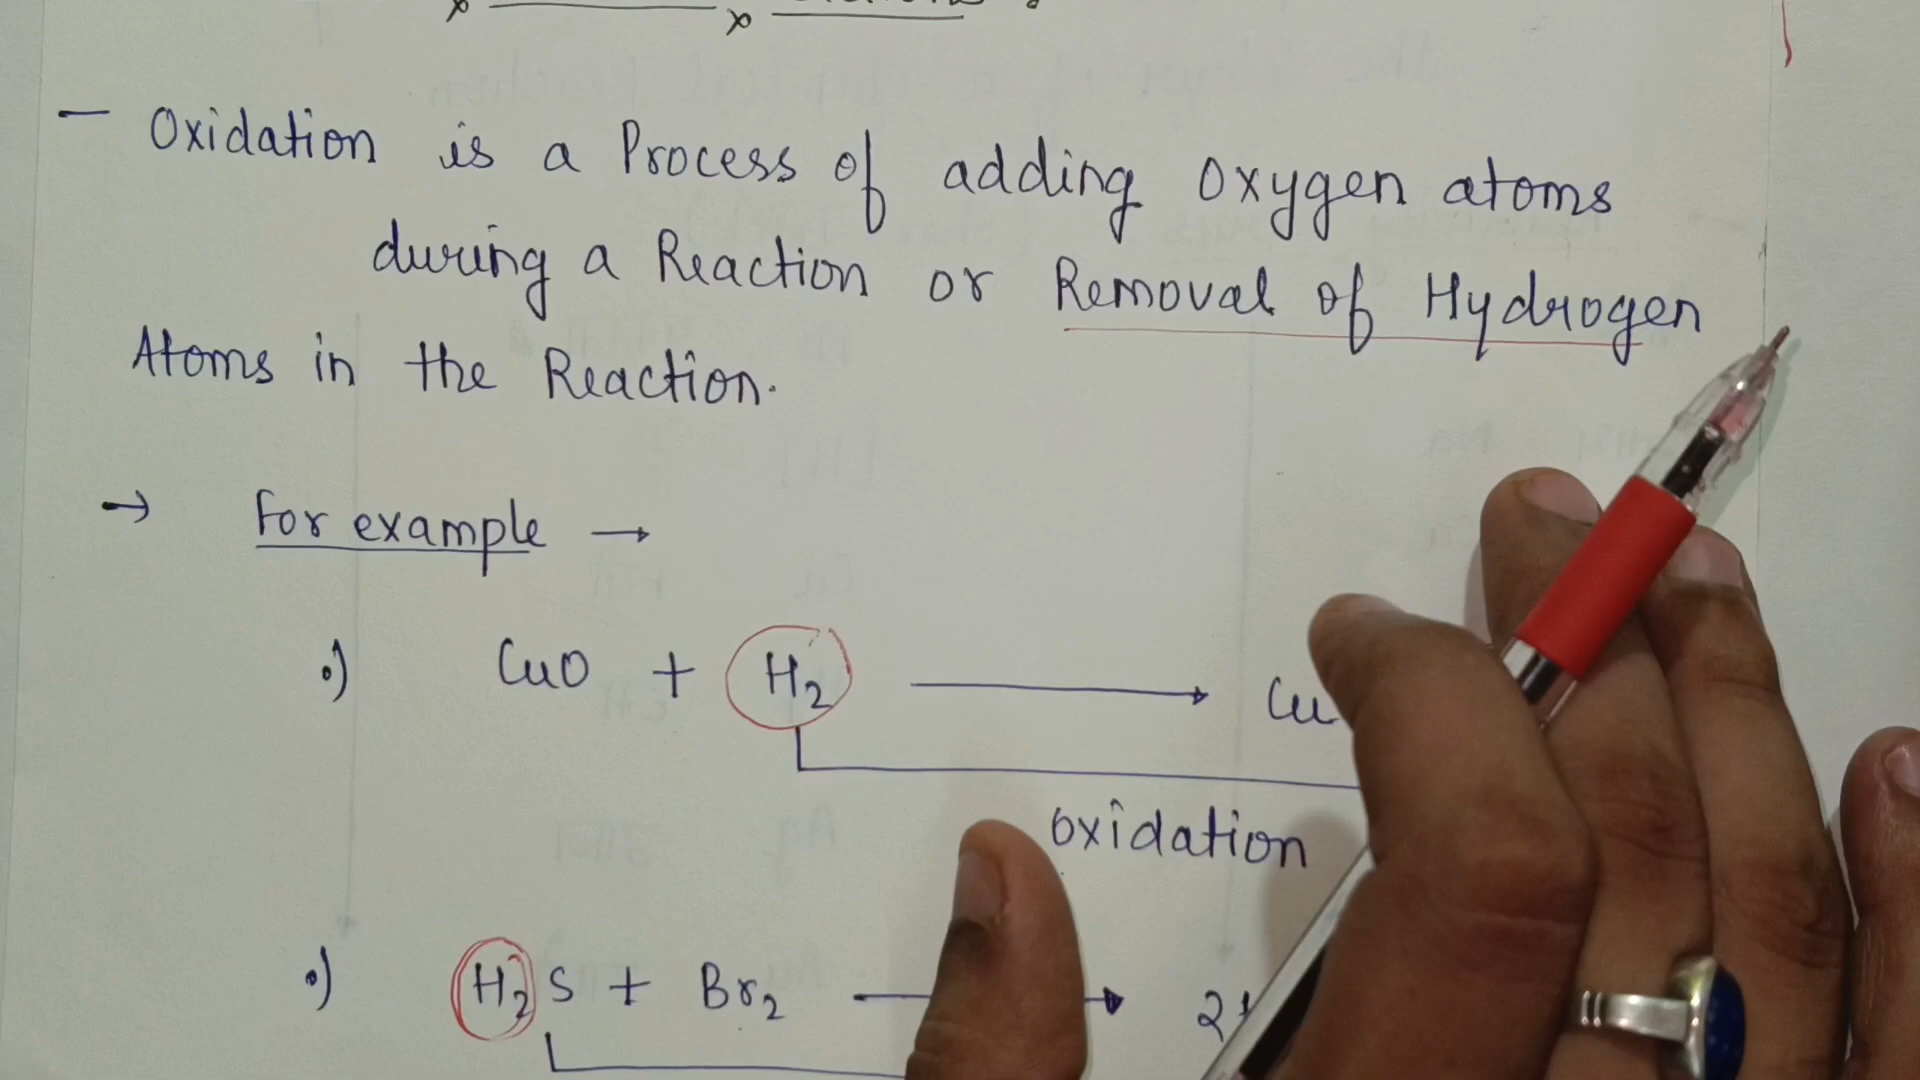 - Oxidation is a Process of adding oxygen atoms
during a Reaction or Removal of Hydrogen
Atoms in the Reaction.
→ For example →
•) CuO + H₂ → Cu
oxidation
•) H₂S + Br₂ → 2